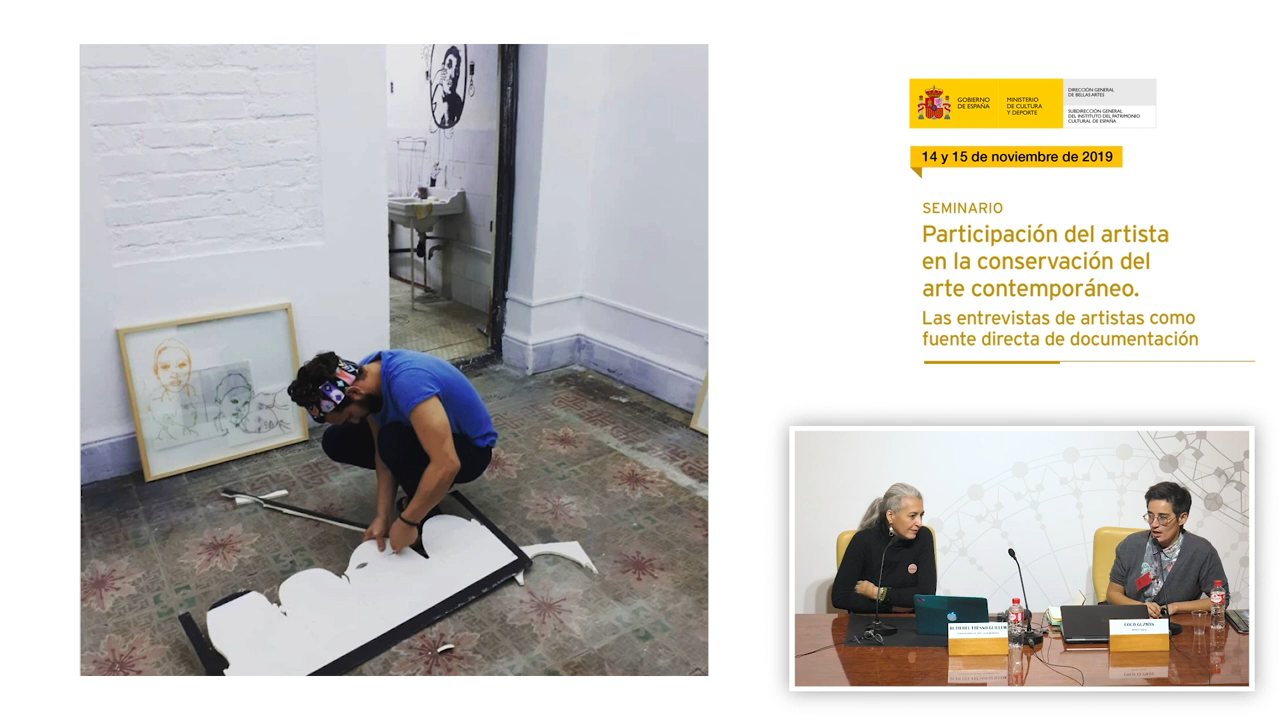 GOBIERNO
DE ESPAÑA
MINISTERIO
DE CULTURA
Y DEPORTE
DIRECCIÓN GENERAL
DE BELLAS ARTES
SUBDIRECCIÓN GENERAL
DEL INSTITUTO DEL PATRIMONIO
CULTURAL DE ESPAÑA
14 y 15 de noviembre de 2019
SEMINARIO
Participación del artista
en la conservación del
arte contemporáneo.
Las entrevistas de artistas como
fuente directa de documentación
COCO GUZMÁN